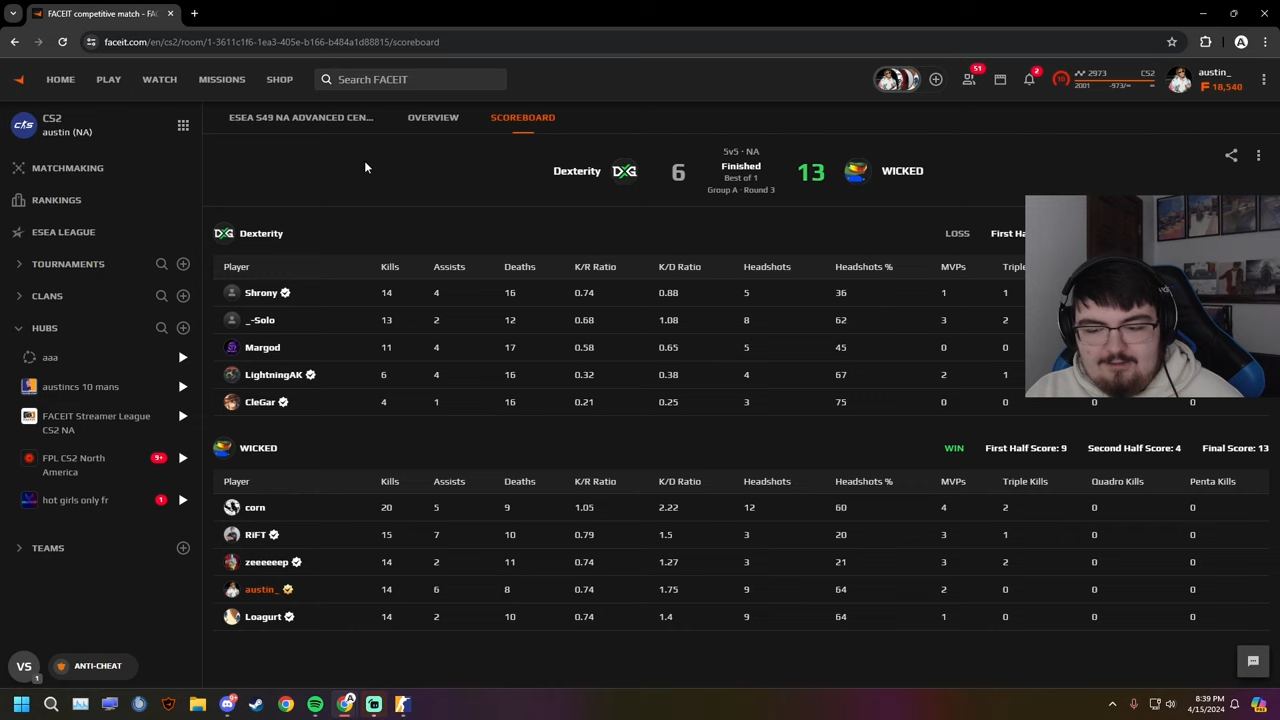 FACEIT competitive match - FAC
faceit.com/en/cs2/room/1-3611c1f6-1ea3-405e-b166-b484a1d88815/scoreboard
HOME PLAY WATCH MISSIONS SHOP Search FACEIT 51 2 10 2973 CS2 2001 -973/∞ austin_ 18,540
CS2
austin (NA)
MATCHMAKING
RANKINGS
ESEA LEAGUE
TOURNAMENTS
CLANS
HUBS
aaa
austincs 10 mans
FACEIT Streamer League
CS2 NA
FPL CS2 North
America
9+
hot girls only fr 1
TEAMS
VS 1 ANTI-CHEAT
ESEA S49 NA ADVANCED CEN... OVERVIEW SCOREBOARD
5v5 - NA
Dexterity DXG 6 Finished 13 WICKED
Best of 1
Group A - Round 3
DXG Dexterity LOSS First Ha
Player Kills Assists Deaths K/R Ratio K/D Ratio Headshots Headshots % MVPs Triple
Shrony 14 4 16 0.74 0.88 5 36 1 1
_-Solo 13 2 12 0.68 1.08 8 62 3 2
Margod 11 4 17 0.58 0.65 5 45 0 0
LightningAK 6 4 16 0.32 0.38 4 67 2 1
CleGar 4 1 16 0.21 0.25 3 75 0 0 0 0
WICKED WIN First Half Score: 9 Second Half Score: 4 Final Score: 13
Player Kills Assists Deaths K/R Ratio K/D Ratio Headshots Headshots % MVPs Triple Kills Quadro Kills Penta Kills
corn 20 5 9 1.05 2.22 12 60 4 2 0 0
RiFT 15 7 10 0.79 1.5 3 20 3 1 0 0
zeeeeeep 14 2 11 0.74 1.27 3 21 3 2 0 0
austin_ 14 6 8 0.74 1.75 9 64 2 0 0 0
Loagurt 14 2 10 0.74 1.4 9 64 1 0 0 0
8:39 PM
4/15/2024